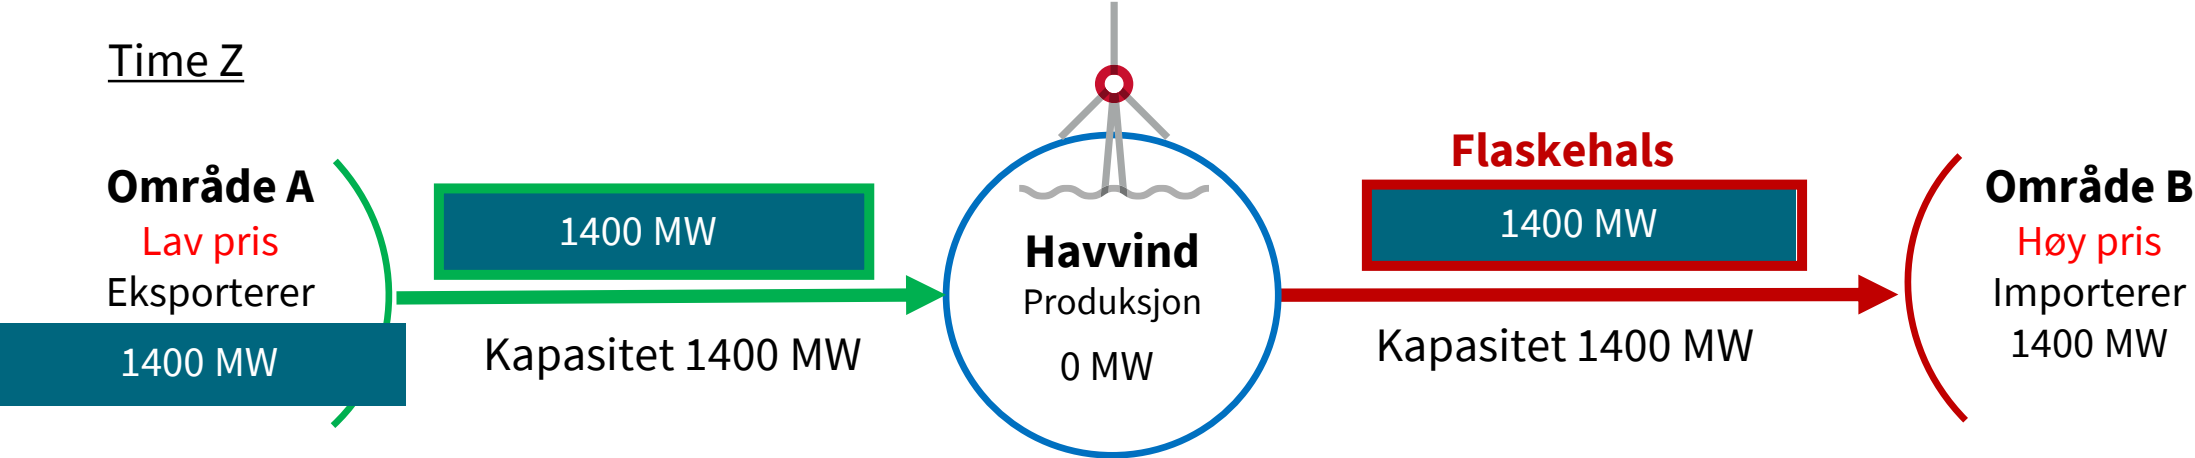 Time Z
Område A
Lav pris
Eksporterer
1400 MW
1400 MW
Kapasitet 1400 MW
Havvind
Produksjon
0 MW
Flaskehals
1400 MW
Kapasitet 1400 MW
Område B
Høy pris
Importerer
1400 MW